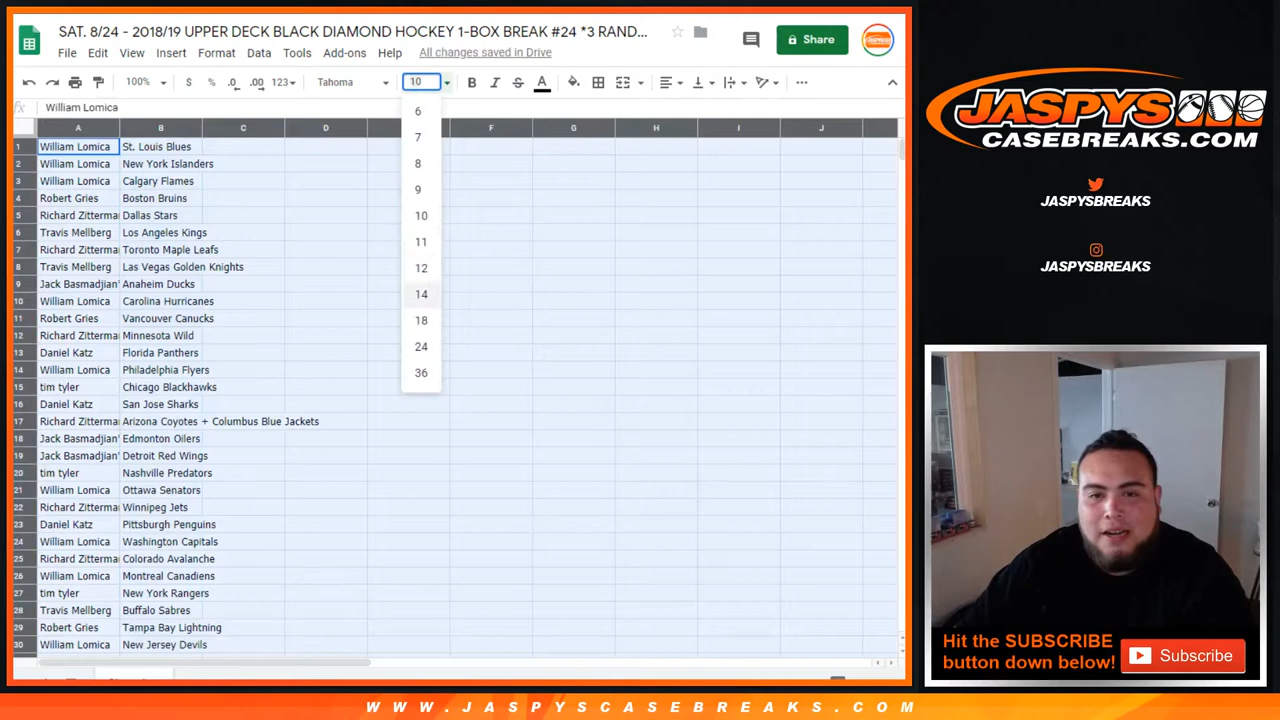 SAT. 8/24 - 2018/19 UPPER DECK BLACK DIAMOND HOCKEY 1-BOX BREAK #24 *3 RAND...
File Edit View Insert Format Data Tools Add-ons Help All changes saved in Drive
Share
100% $ % .0 .00 123 Tahoma 10 B I S A
fx William Lomica
A B C D F G H I J
1 William Lomica St. Louis Blues
2 William Lomica New York Islanders
3 William Lomica Calgary Flames
4 Robert Gries Boston Bruins
5 Richard Zitterma Dallas Stars
6 Travis Mellberg Los Angeles Kings
7 Richard Zitterma Toronto Maple Leafs
8 Travis Mellberg Las Vegas Golden Knights
9 Jack Basmadjian' Anaheim Ducks
10 William Lomica Carolina Hurricanes
11 Robert Gries Vancouver Canucks
12 Richard Zitterma Minnesota Wild
13 Daniel Katz Florida Panthers
14 William Lomica Philadelphia Flyers
15 tim tyler Chicago Blackhawks
16 Daniel Katz San Jose Sharks
17 Richard Zitterma Arizona Coyotes + Columbus Blue Jackets
18 Jack Basmadjian' Edmonton Oilers
19 Jack Basmadjian' Detroit Red Wings
20 tim tyler Nashville Predators
21 William Lomica Ottawa Senators
22 Richard Zitterma Winnipeg Jets
23 Daniel Katz Pittsburgh Penguins
24 William Lomica Washington Capitals
25 Richard Zitterma Colorado Avalanche
26 William Lomica Montreal Canadiens
27 tim tyler New York Rangers
28 Travis Mellberg Buffalo Sabres
29 Robert Gries Tampa Bay Lightning
30 William Lomica New Jersey Devils
6
7
8
9
10
11
12
14
18
24
36
JASPYS
CASEBREAKS.COM
JASPYSBREAKS
JASPYSBREAKS
Hit the SUBSCRIBE
button down below!
Subscribe
WWW.JASPYSCASEBREAKS.COM